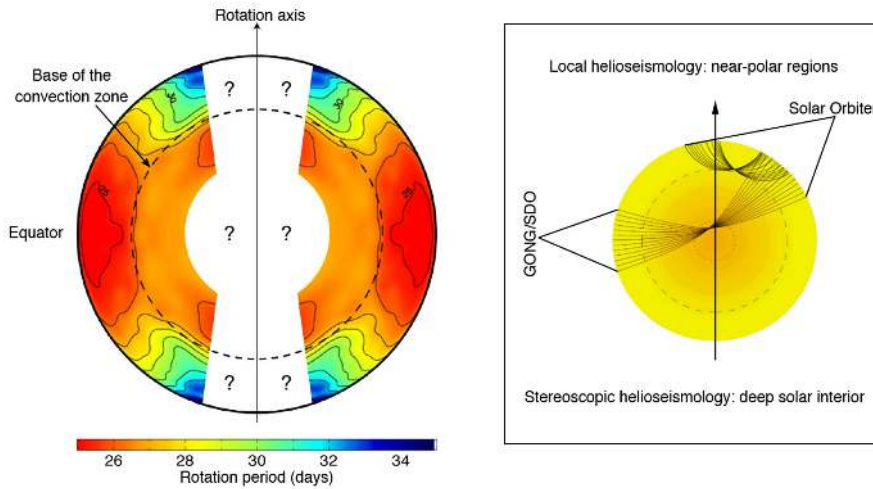 Rotation axis
Base of the
convection zone
?
?
30
30
25
25
Equator
?
?
?
?
26
28
30
32
34
Rotation period (days)
Local helioseismology: near-polar regions
Solar Orbiter
GONG/SDO
Stereoscopic helioseismology: deep solar interior